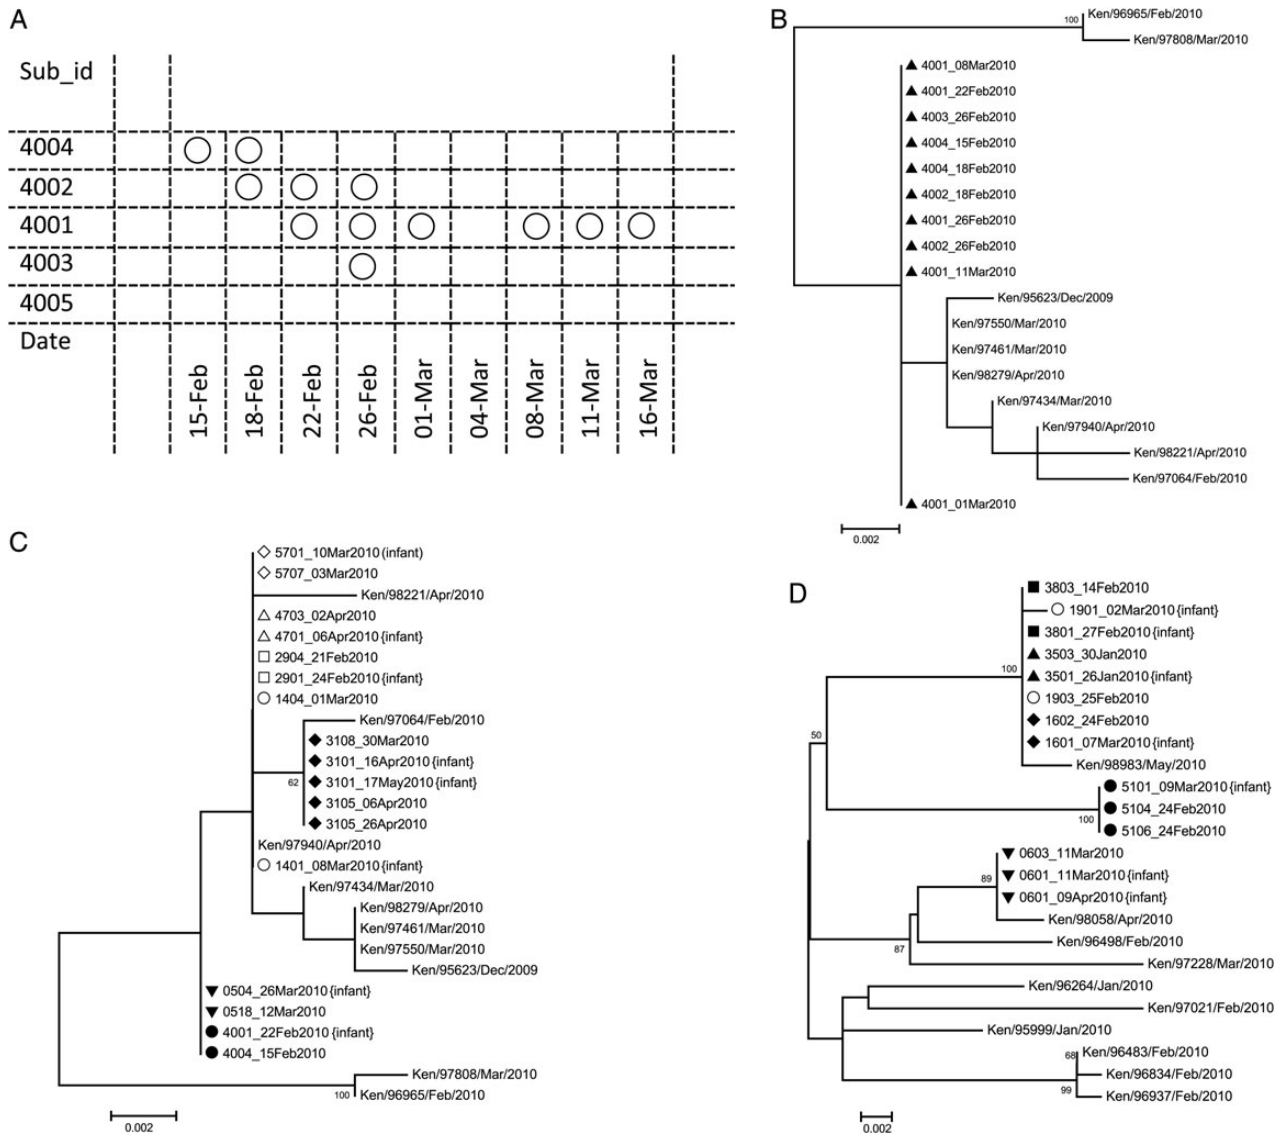 A
Sub_id
4004
4002
4001
4003
4005
Date
15-Feb
18-Feb
22-Feb
26-Feb
01-Mar
04-Mar
08-Mar
11-Mar
16-Mar
B
100
Ken/96965/Feb/2010
Ken/97808/Mar/2010
4001_08Mar2010
4001_22Feb2010
4003_26Feb2010
4004_15Feb2010
4004_18Feb2010
4002_18Feb2010
4001_26Feb2010
4002_26Feb2010
4001_11Mar2010
Ken/95623/Dec/2009
Ken/97550/Mar/2010
Ken/97461/Mar/2010
Ken/98279/Apr/2010
Ken/97434/Mar/2010
Ken/97940/Apr/2010
Ken/98221/Apr/2010
Ken/97064/Feb/2010
4001_01Mar2010
0.002
C
5701_10Mar2010(infant)
5707_03Mar2010
Ken/98221/Apr/2010
4703_02Apr2010
4701_06Apr2010{infant}
2904_21Feb2010
2901_24Feb2010{infant}
1404_01Mar2010
Ken/97064/Feb/2010
3108_30Mar2010
3101_16Apr2010{infant}
62
3101_17May2010{infant}
3105_06Apr2010
3105_26Apr2010
Ken/97940/Apr/2010
1401_08Mar2010{infant}
Ken/97434/Mar/2010
Ken/98279/Apr/2010
Ken/97461/Mar/2010
Ken/97550/Mar/2010
Ken/95623/Dec/2009
0504_26Mar2010{infant}
0518_12Mar2010
4001_22Feb2010{infant}
4004_15Feb2010
Ken/97808/Mar/2010
100
Ken/96965/Feb/2010
0.002
D
3803_14Feb2010
1901_02Mar2010{infant}
3801_27Feb2010{infant}
3503_30Jan2010
100
3501_26Jan2010{infant}
1903_25Feb2010
1602_24Feb2010
50
1601_07Mar2010{infant}
Ken/98983/May/2010
5101_09Mar2010{infant}
5104_24Feb2010
100
5106_24Feb2010
0603_11Mar2010
89
0601_11Mar2010{infant}
0601_09Apr2010{infant}
Ken/98058/Apr/2010
87
Ken/96498/Feb/2010
Ken/97228/Mar/2010
Ken/96264/Jan/2010
Ken/97021/Feb/2010
Ken/95999/Jan/2010
68
Ken/96483/Feb/2010
Ken/96834/Feb/2010
99
Ken/96937/Feb/2010
0.002